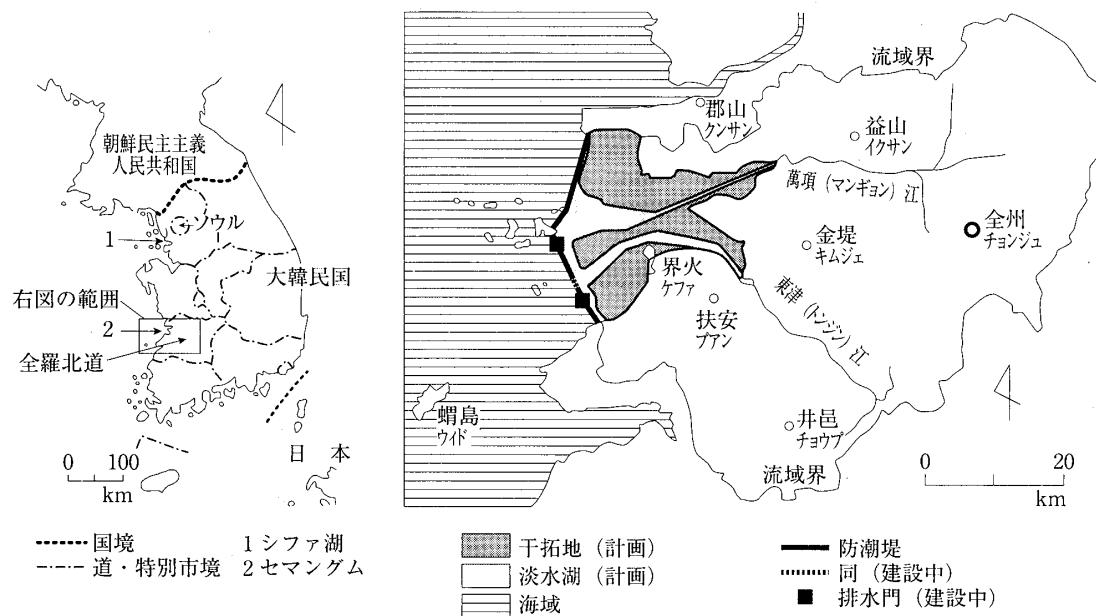 朝鮮民主主義
人民共和国
ソウル
1
大韓民国
右図の範囲
2
全羅北道
日 本
0 100
km
国境
道・特別市境
1 シファ湖
2 セマングム
流域界
郡山
クンサン
益山
イクサン
萬項（マンギョン）江
全州
チョンジュ
金堤
キムジェ
界火
ケファ
東津（トンジン）江
扶安
プアン
蝟島
ウィド
井邑
チョウプ
流域界
0 20
km
干拓地（計画）
淡水湖（計画）
海域
防潮堤
同（建設中）
排水門（建設中）